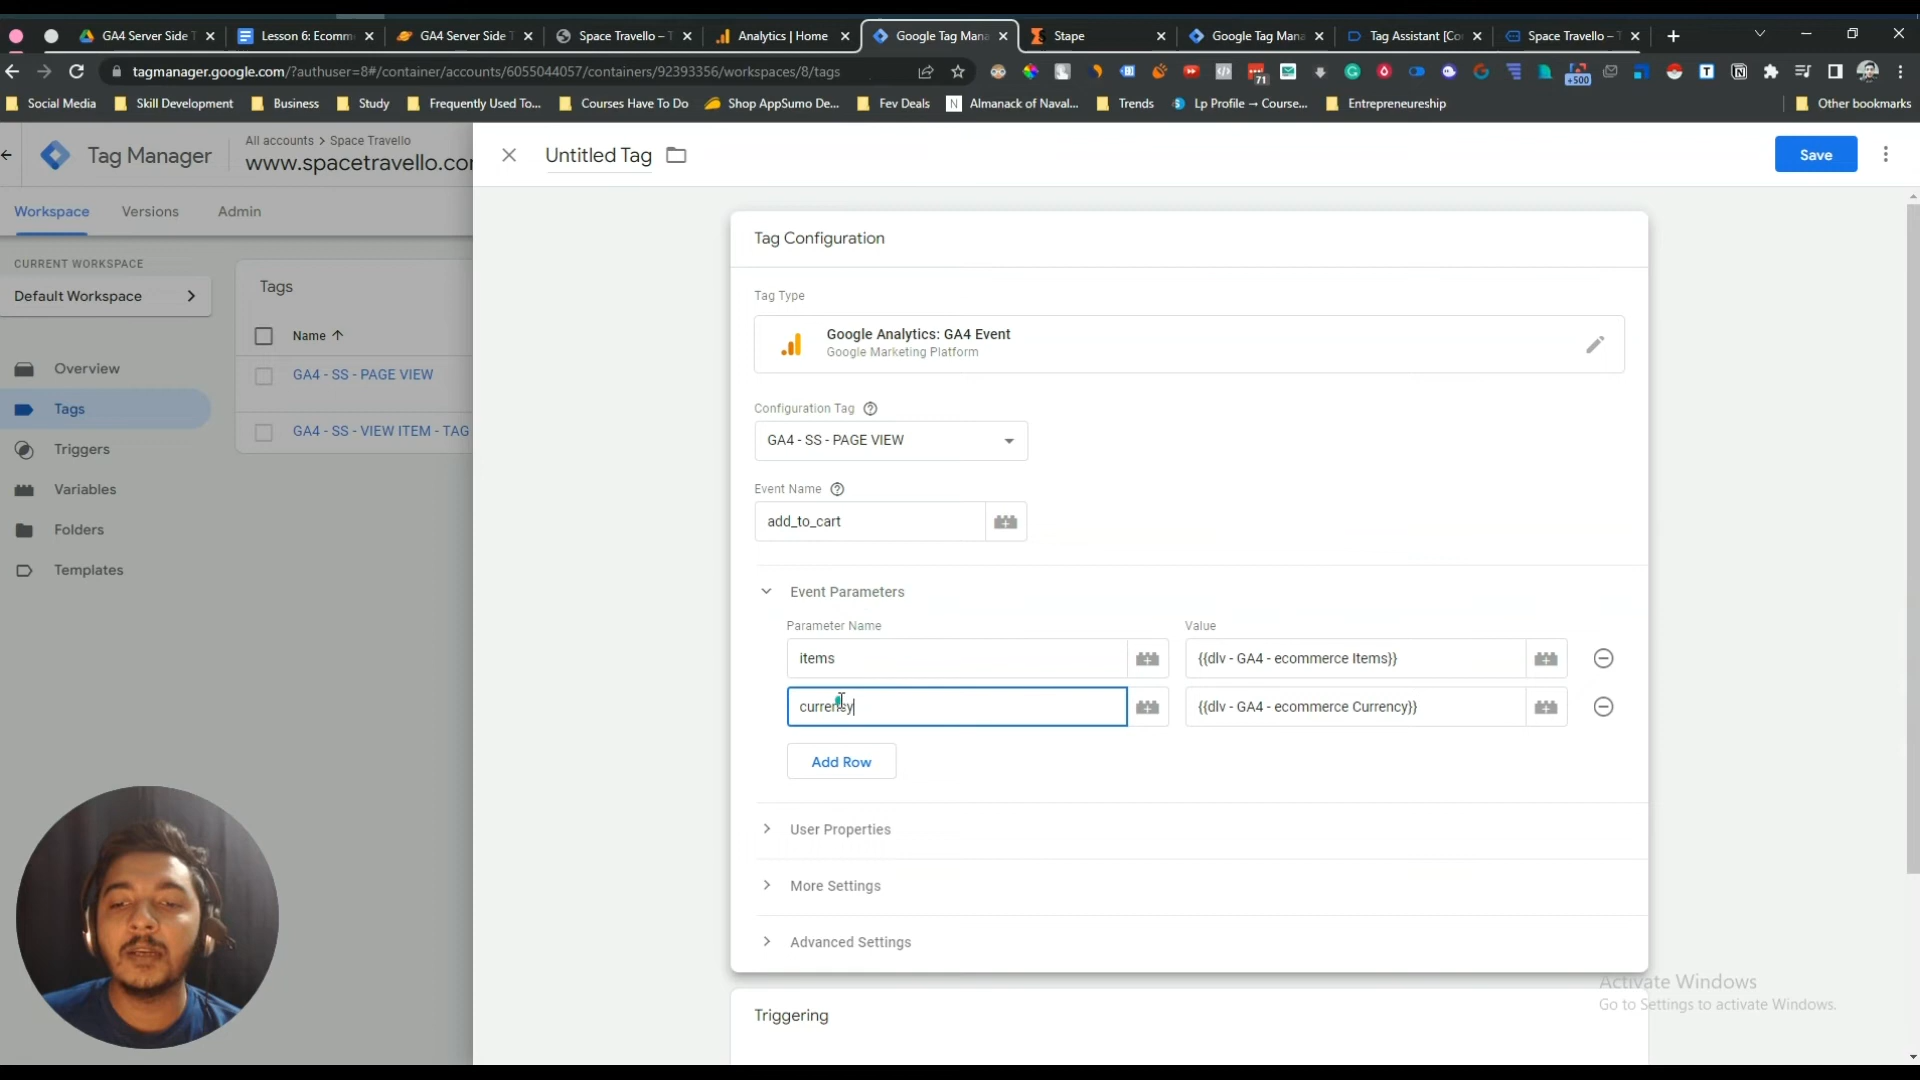 GA4 Server Side T
Lesson 6: Ecomm
GA4 Server Side T
Space Travello – T
Analytics | Home
Google Tag Mana
Stape
Google Tag Mana
Tag Assistant [Co
Space Travello – T
tagmanager.google.com/?authuser=8#/container/accounts/6055044057/containers/92393356/workspaces/8/tags
71
+500
Social Media
Skill Development
Business
Study
Frequently Used To...
Courses Have To Do
Shop AppSumo De...
Fev Deals
Almanack of Naval...
Trends
Lp Profile → Course...
Entrepreneurship
Other bookmarks
Tag Manager
All accounts > Space Travello
www.spacetravello.com
Untitled Tag
Save
Workspace
Versions
Admin
CURRENT WORKSPACE
Default Workspace
Overview
Tags
Triggers
Variables
Folders
Templates
Tags
Name
GA4 - SS - PAGE VIEW
GA4 - SS - VIEW ITEM - TAG
Tag Configuration
Tag Type
Google Analytics: GA4 Event
Google Marketing Platform
Configuration Tag
GA4 - SS - PAGE VIEW
Event Name
add_to_cart
Event Parameters
Parameter Name
Value
items
{{dlv - GA4 - ecommerce Items}}
currency
{{dlv - GA4 - ecommerce Currency}}
Add Row
User Properties
More Settings
Advanced Settings
Triggering
Activate Windows
Go to Settings to activate Windows.